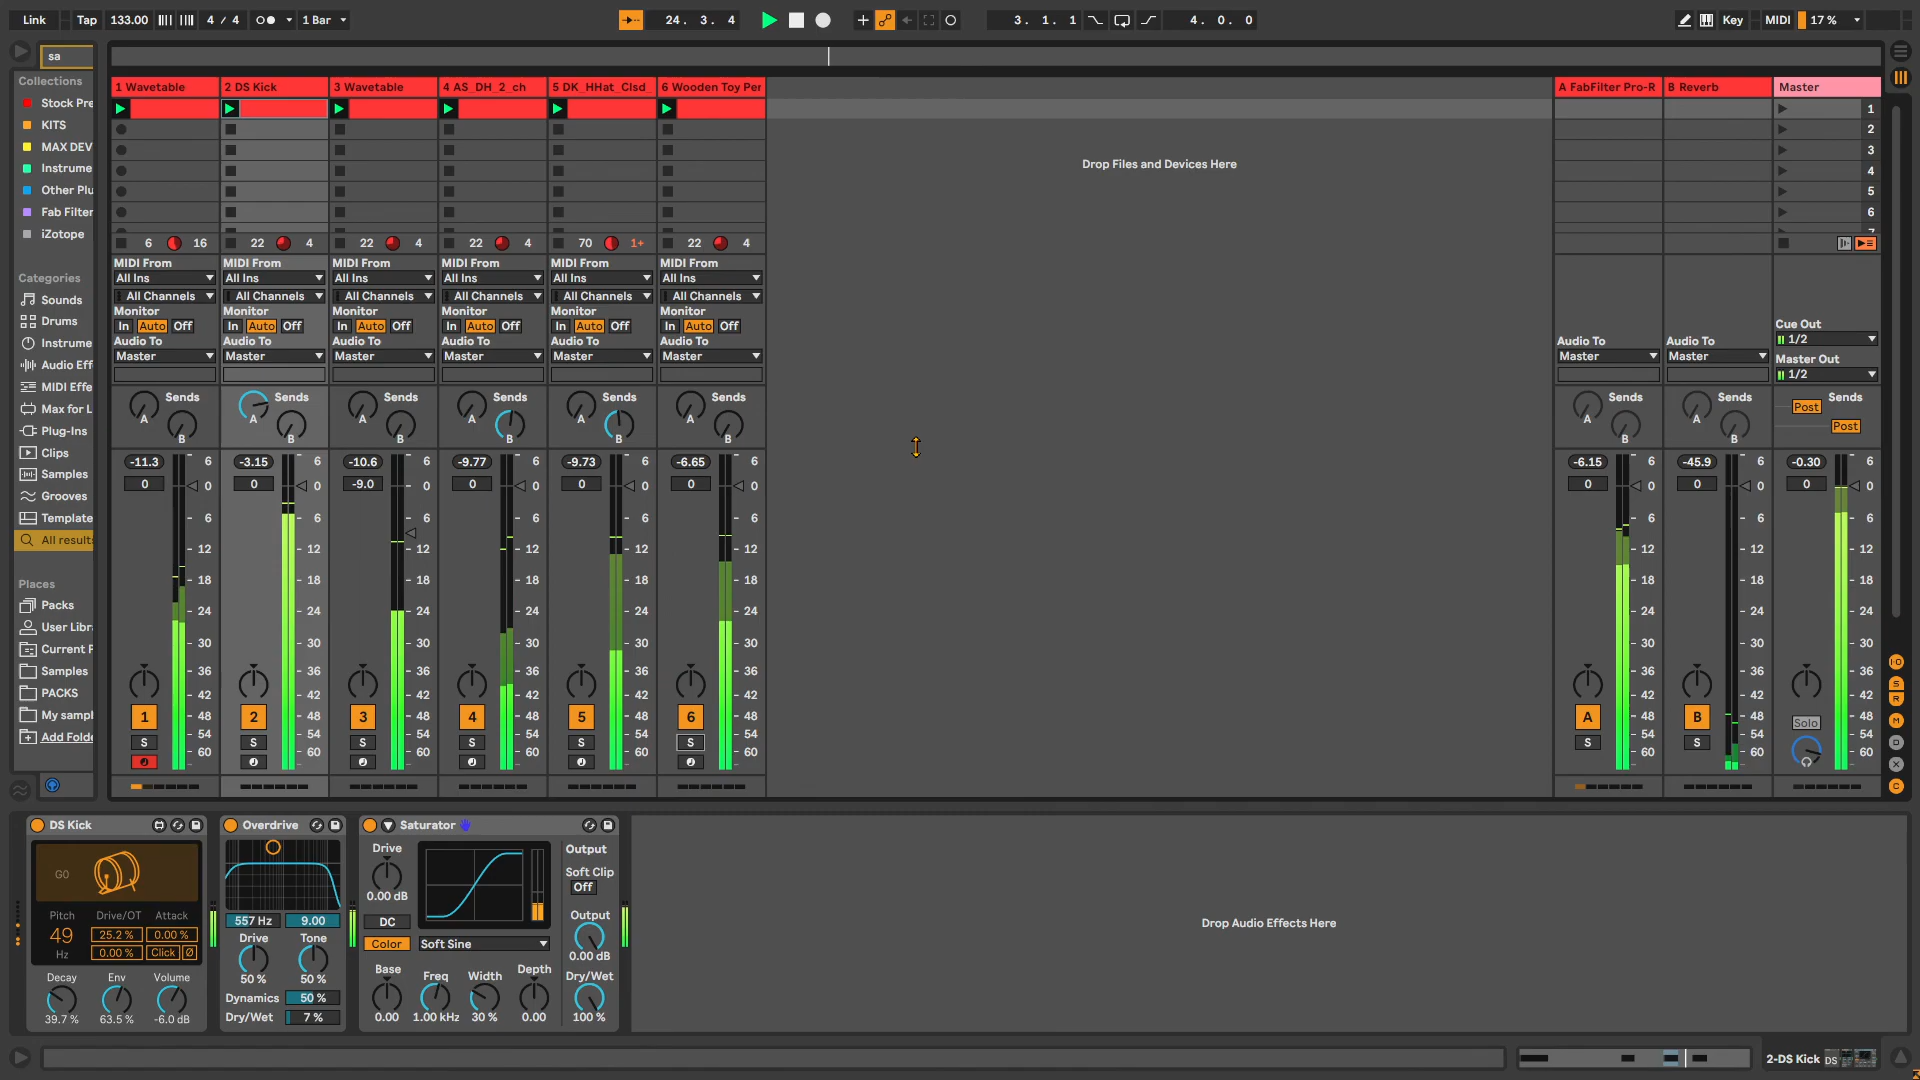 Link Tap 133.00 4 / 4 1 Bar 24. 3. 4 3. 1. 1 4. 0. 0 Key MIDI 17 %
sa
Collections
Stock Pre
KITS
MAX DEV
Instrume
Other Plu
Fab Filter
iZotope
Categories
Sounds
Drums
Instrume
Audio Eff
MIDI Effe
Max for L
Plug-Ins
Clips
Samples
Grooves
Template
All results
Places
Packs
User Libr
Current P
Samples
PACKS
My sampl
Add Folde
1 Wavetable 2 DS Kick 3 Wavetable 4 AS_DH_2_ch 5 DK_HHat_Clsd_ 6 Wooden Toy Per A FabFilter Pro-R B Reverb Master
1
2
3
4
5
6
Drop Files and Devices Here
6 16 22 4 22 4 22 4 70 1+ 22 4
MIDI From MIDI From MIDI From MIDI From MIDI From MIDI From
All Ins All Ins All Ins All Ins All Ins All Ins
All Channels All Channels All Channels All Channels All Channels All Channels
Monitor Monitor Monitor Monitor Monitor Monitor
In Auto Off In Auto Off In Auto Off In Auto Off In Auto Off In Auto Off
Cue Out
1/2
Audio To Audio To Audio To Audio To Audio To Audio To Audio To Audio To
Master Master Master Master Master Master Master Master
Master Out
1/2
Sends Sends Sends Sends Sends Sends Sends Sends Sends
A A A A A A A A Post
B B B B B B B B Post
-11.3 6 -3.15 6 -10.6 6 -9.77 6 -9.73 6 -6.65 6 -6.15 6 -45.9 6 -0.30 6
0 0 0 0 -9.0 0 0 0 0 0 0 0 0 0 0 0 0 0
6 6 6 6 6 6 6 6 6
12 12 12 12 12 12 12 12 12
18 18 18 18 18 18 18 18 18
24 24 24 24 24 24 24 24 24
30 30 30 30 30 30 30 30 30
36 36 36 36 36 36 36 36 36
42 42 42 42 42 42 42 42 42
1 48 2 48 3 48 4 48 5 48 6 48 A 48 B 48 48
54 54 54 54 54 54 54 54 Solo 54
S 60 S 60 S 60 S 60 S 60 S 60 S 60 S 60 60
I-O
S
R
M
D
X
C
DS Kick
G0
Pitch Drive/OT Attack
49 25.2 % 0.00 %
Hz 0.00 % Click Ø
Decay Env Volume
39.7 % 63.5 % -6.0 dB
Overdrive
557 Hz 9.00
Drive Tone
50 % 50 %
Dynamics 50 %
Dry/Wet 7 %
Saturator
Drive
0.00 dB
DC
Color Soft Sine
Base Freq Width Depth
0.00 1.00 kHz 30 % 0.00
Output
Soft Clip
Off
Output
0.00 dB
Dry/Wet
100 %
Drop Audio Effects Here
2-DS Kick DS